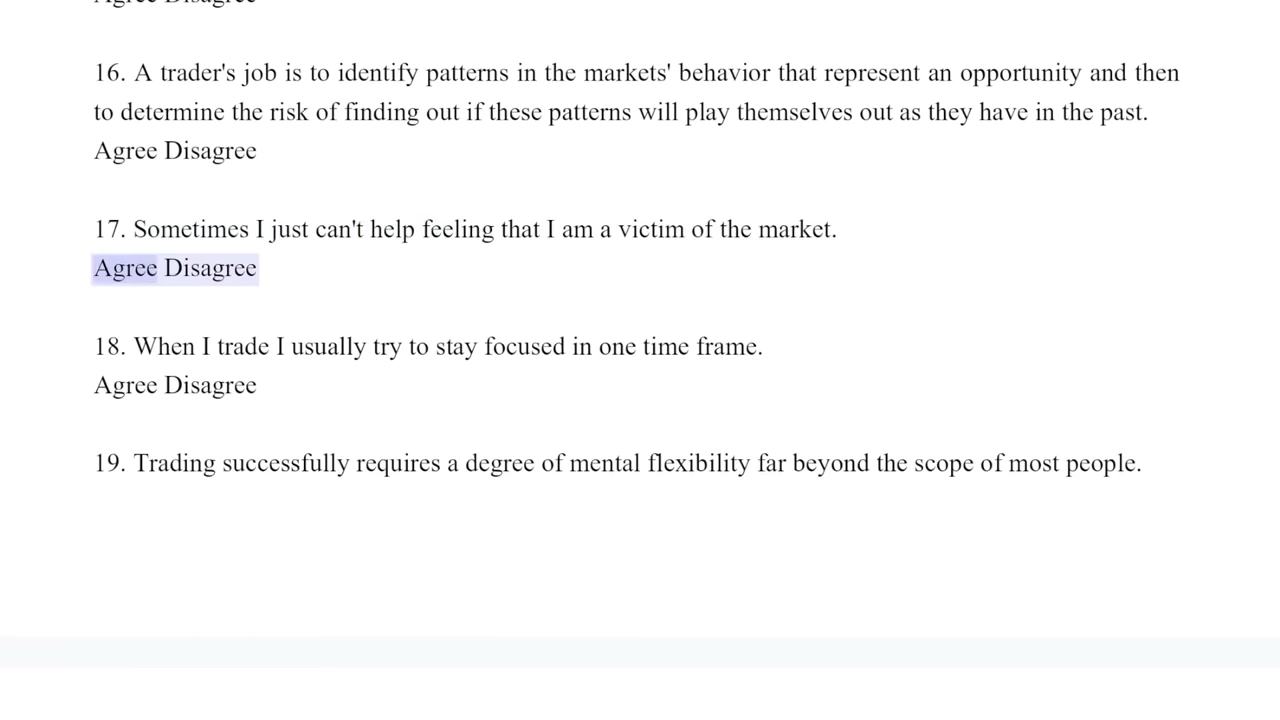 Agree Disagree
16. A trader's job is to identify patterns in the markets' behavior that represent an opportunity and then
to determine the risk of finding out if these patterns will play themselves out as they have in the past.
Agree Disagree
17. Sometimes I just can't help feeling that I am a victim of the market.
Agree Disagree
18. When I trade I usually try to stay focused in one time frame.
Agree Disagree
19. Trading successfully requires a degree of mental flexibility far beyond the scope of most people.